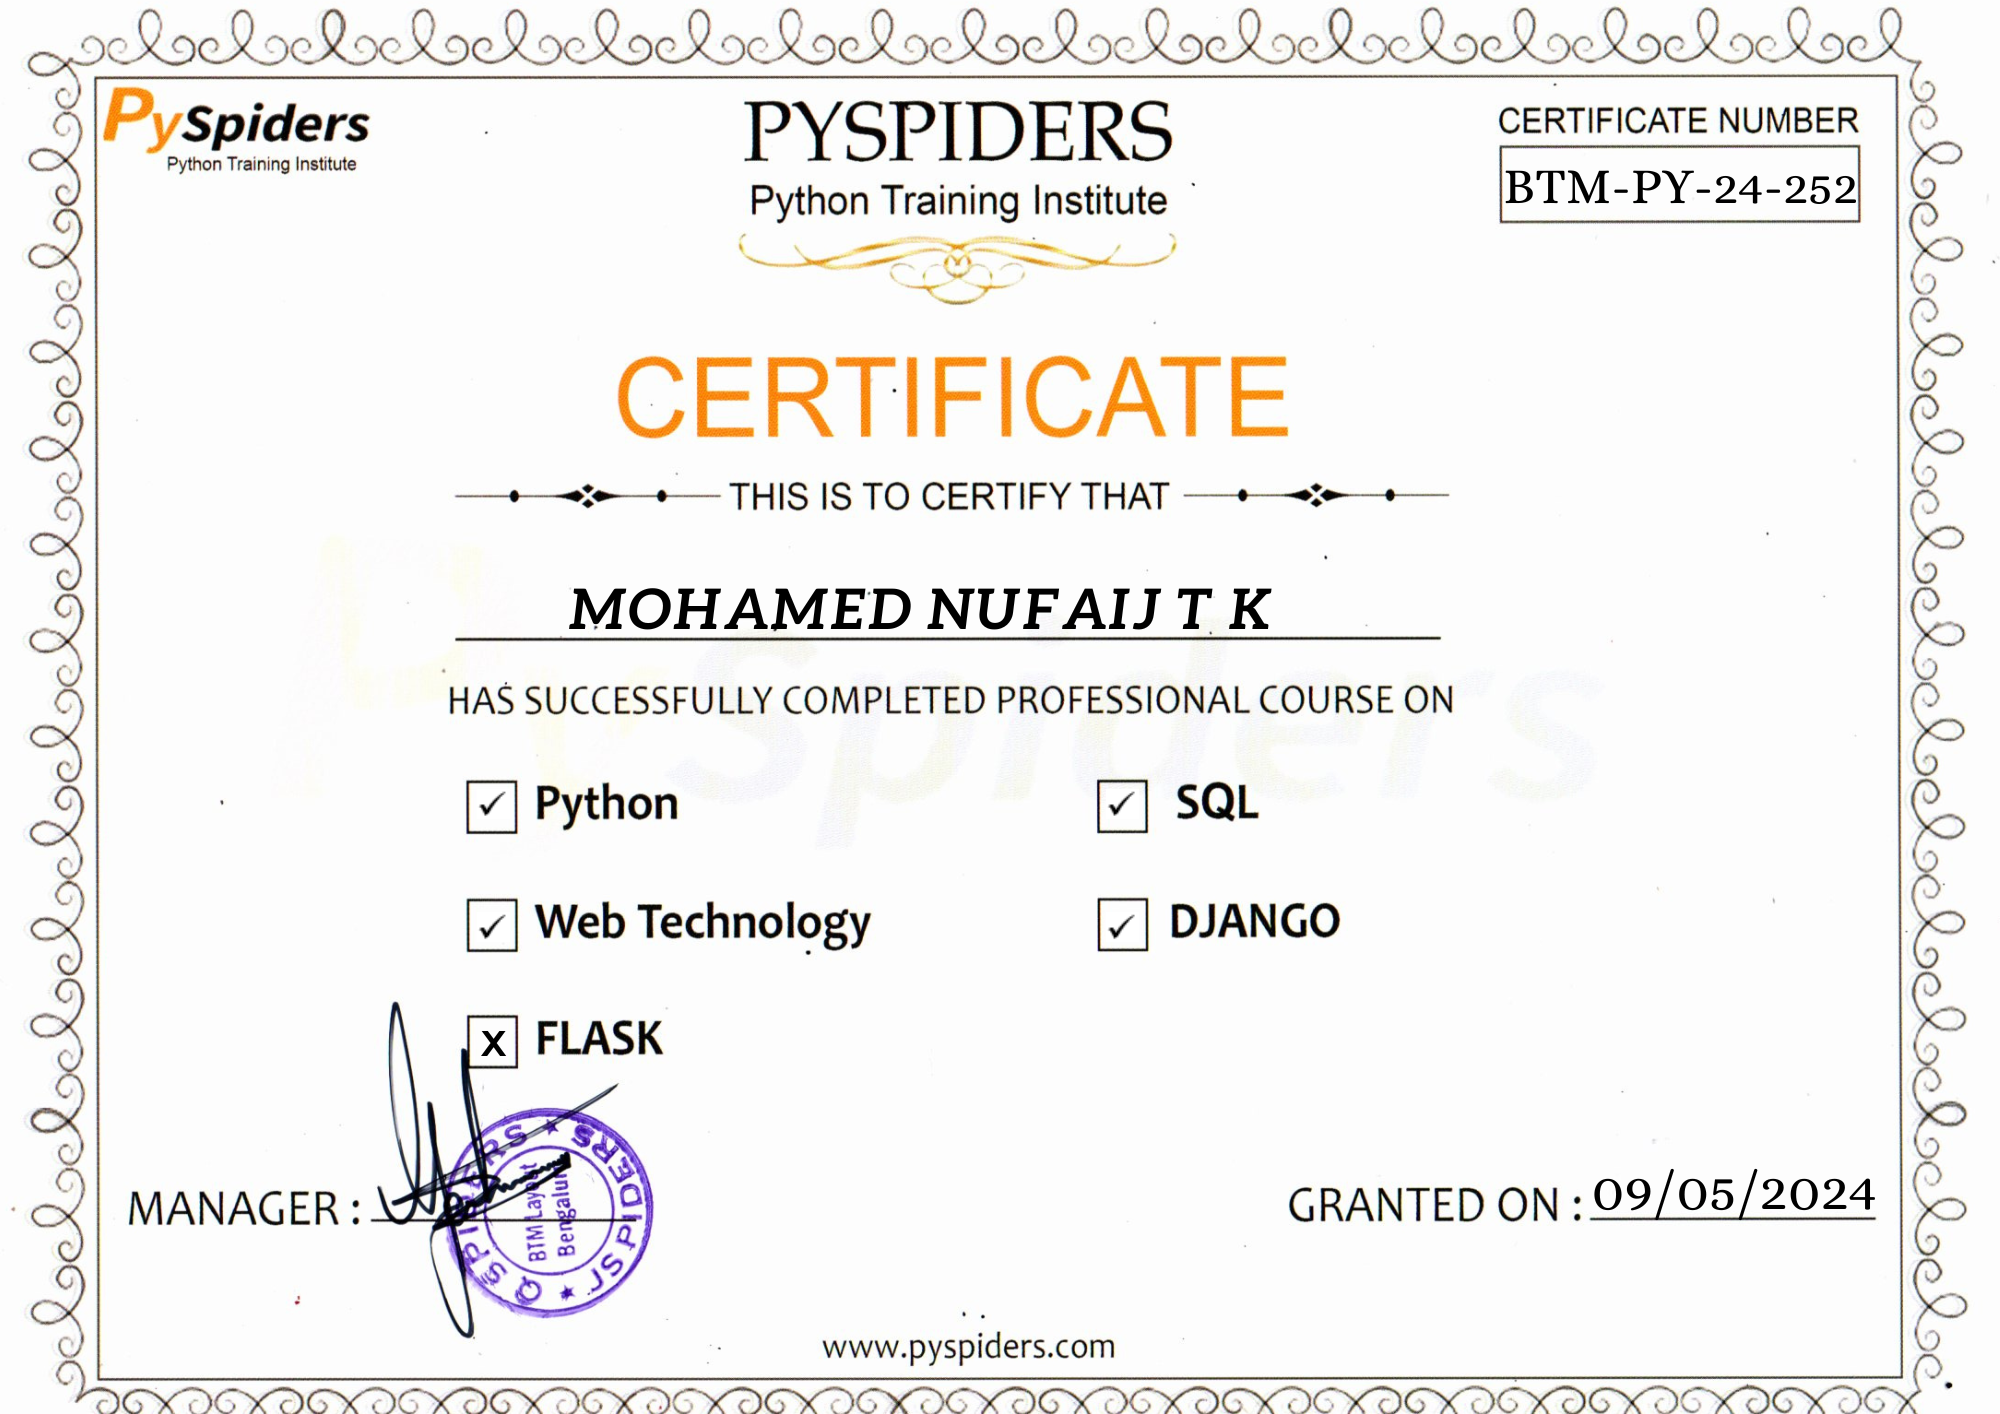 PySpiders
Python Training Institute
PYSPIDERS
Python Training Institute
CERTIFICATE NUMBER
BTM-PY-24-252
CERTIFICATE
THIS IS TO CERTIFY THAT
MOHAMED NUFAIJ T K
HAS SUCCESSFULLY COMPLETED PROFESSIONAL COURSE ON
✓ Python
✓ SQL
✓ Web Technology
✓ DJANGO
X FLASK
MANAGER :
QSPIDERS ★ JSPIDERS ★
BTM Layout
Bengaluru
GRANTED ON : 09/05/2024
www.pyspiders.com
PySpiders